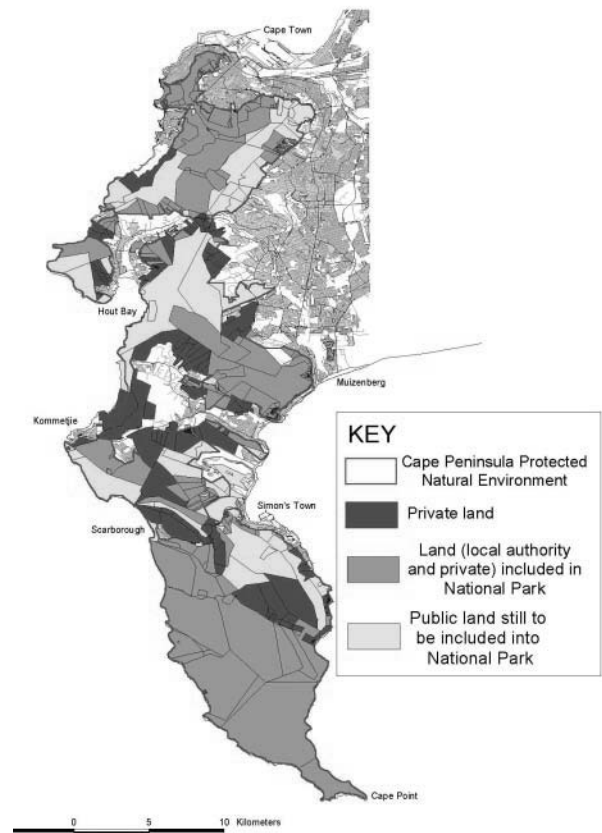 Cape Town
Hout Bay
Muizenberg
Kommetjie
Simon's Town
Scarborough
Cape Point
KEY
Cape Peninsula Protected
Natural Environment
Private land
Land (local authority
and private) included in
National Park
Public land still to
be included into
National Park
0 5 10 Kilometers